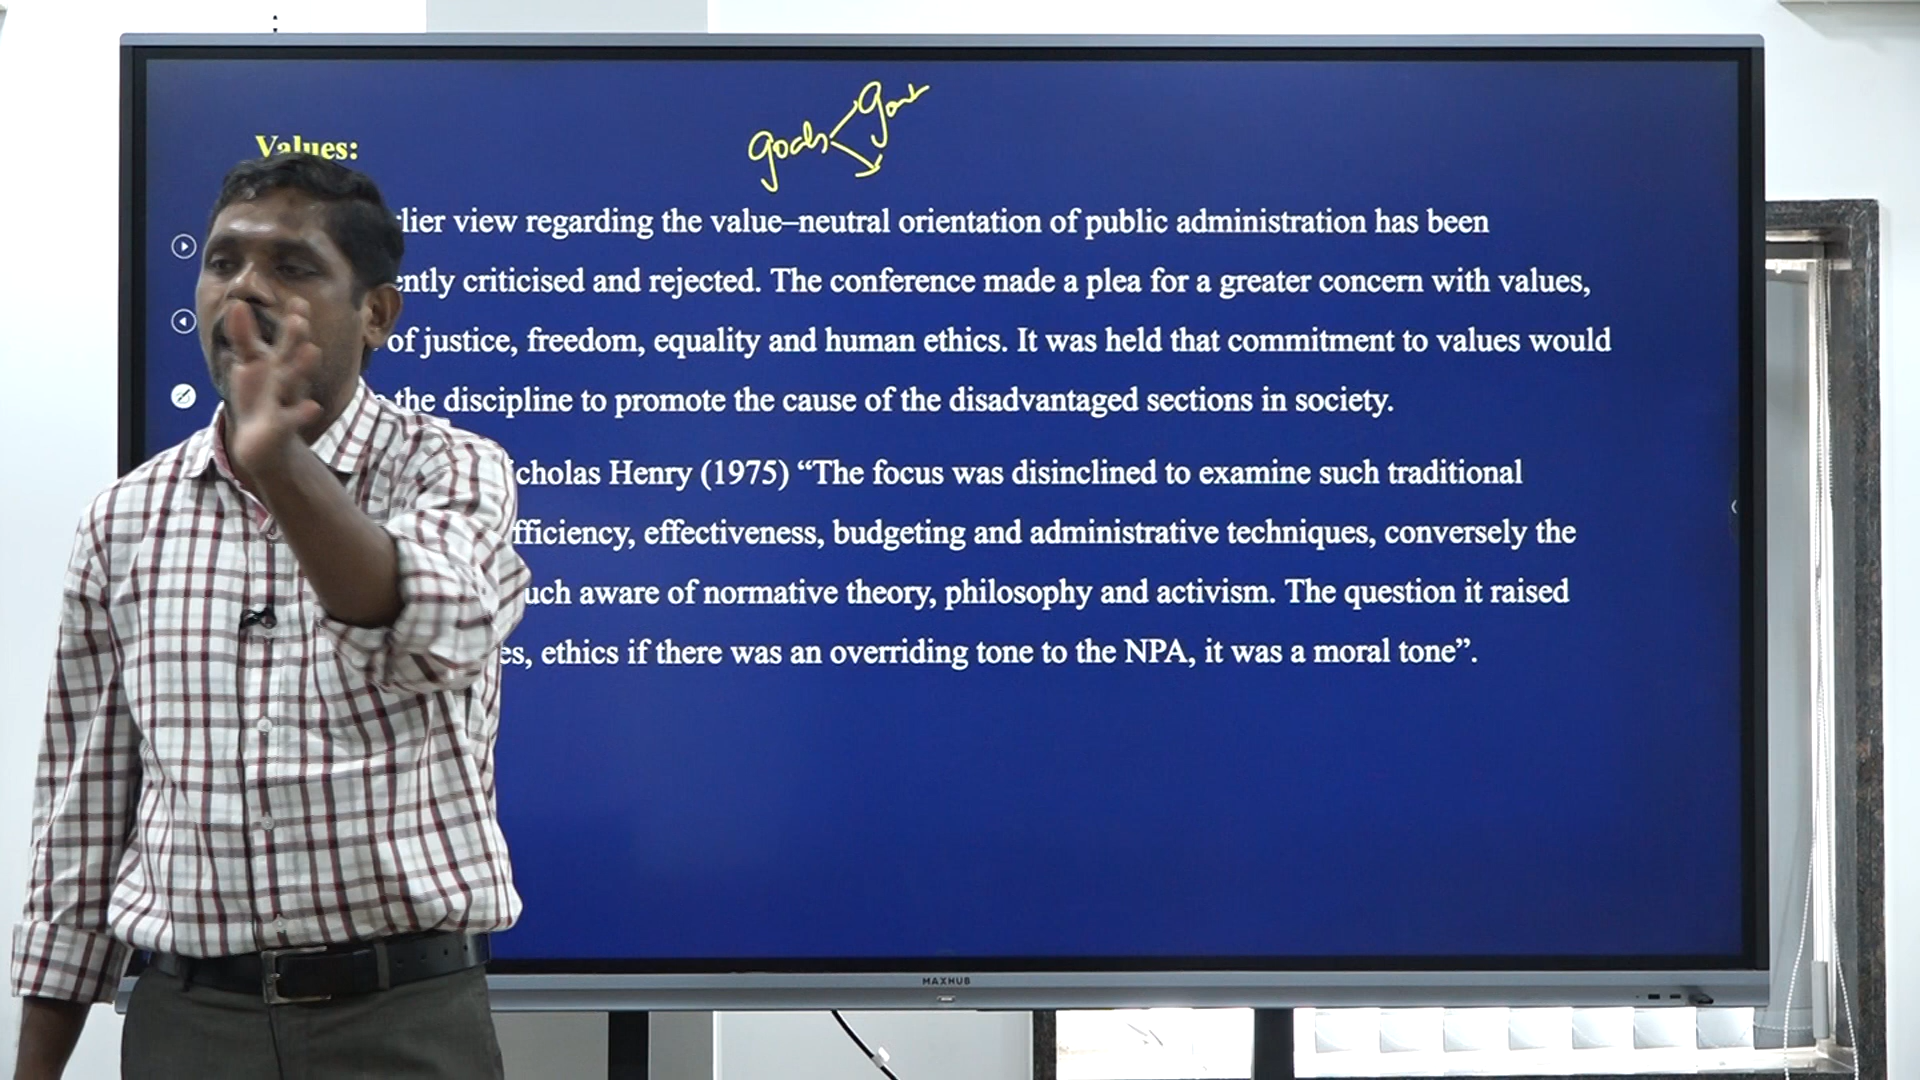 goals
govt
Values:
lier view regarding the value–neutral orientation of public administration has been
ently criticised and rejected. The conference made a plea for a greater concern with values,
of justice, freedom, equality and human ethics. It was held that commitment to values would
the discipline to promote the cause of the disadvantaged sections in society.
icholas Henry (1975) “The focus was disinclined to examine such traditional
fficiency, effectiveness, budgeting and administrative techniques, conversely the
uch aware of normative theory, philosophy and activism. The question it raised
es, ethics if there was an overriding tone to the NPA, it was a moral tone”.
MAXHUB